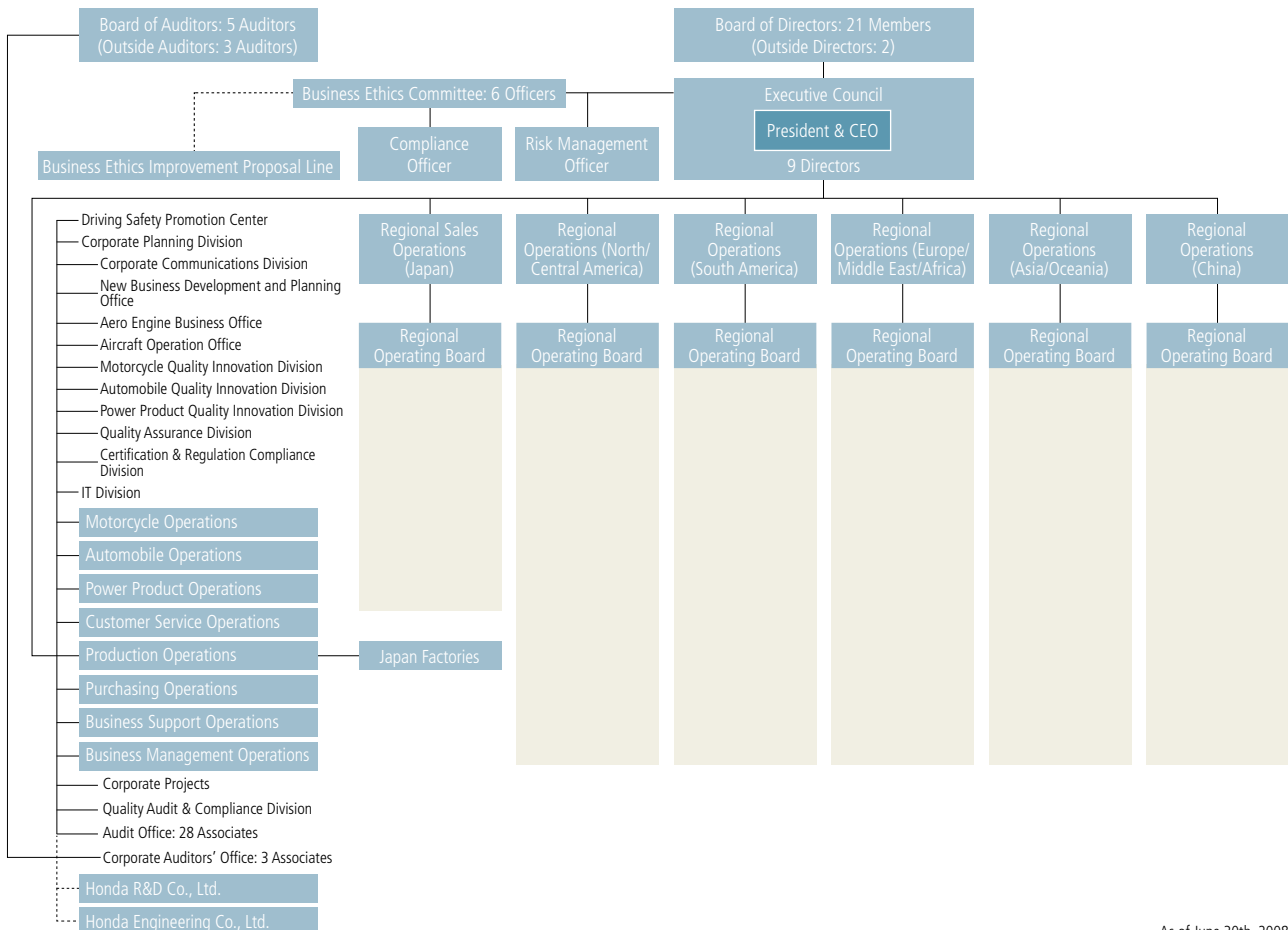 Board of Auditors: 5 Auditors
(Outside Auditors: 3 Auditors)
Board of Directors: 21 Members
(Outside Directors: 2)
Business Ethics Committee: 6 Officers
Executive Council
President & CEO
9 Directors
Compliance
Officer
Risk Management
Officer
Business Ethics Improvement Proposal Line
Driving Safety Promotion Center
Corporate Planning Division
Corporate Communications Division
New Business Development and Planning
Office
Aero Engine Business Office
Aircraft Operation Office
Motorcycle Quality Innovation Division
Automobile Quality Innovation Division
Power Product Quality Innovation Division
Quality Assurance Division
Certification & Regulation Compliance
Division
IT Division
Motorcycle Operations
Automobile Operations
Power Product Operations
Customer Service Operations
Production Operations
Japan Factories
Purchasing Operations
Business Support Operations
Business Management Operations
Corporate Projects
Quality Audit & Compliance Division
Audit Office: 28 Associates
Corporate Auditors’ Office: 3 Associates
Honda R&D Co., Ltd.
Honda Engineering Co., Ltd.
Regional Sales
Operations
(Japan)
Regional
Operations (North/
Central America)
Regional
Operations
(South America)
Regional
Operations (Europe/
Middle East/Africa)
Regional
Operations
(Asia/Oceania)
Regional
Operations
(China)
Regional
Operating Board
Regional
Operating Board
Regional
Operating Board
Regional
Operating Board
Regional
Operating Board
Regional
Operating Board